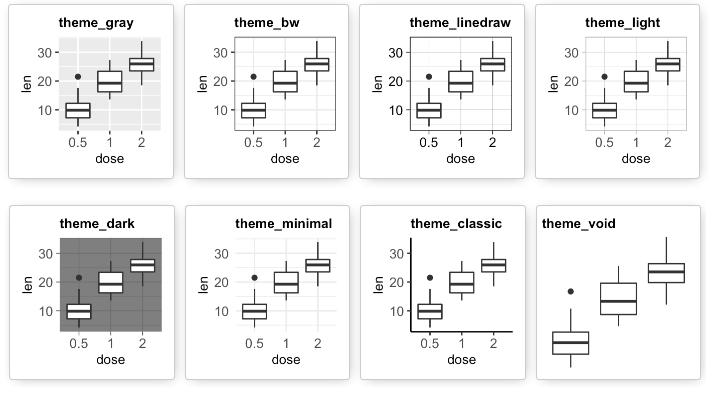 theme_gray
30
20
10
len
0.5 1 2
dose
theme_bw
30
20
10
len
0.5 1 2
dose
theme_linedraw
30
20
10
len
0.5 1 2
dose
theme_light
30
20
10
len
0.5 1 2
dose
theme_dark
30
20
10
len
0.5 1 2
dose
theme_minimal
30
20
10
len
0.5 1 2
dose
theme_classic
30
20
10
len
0.5 1 2
dose
theme_void